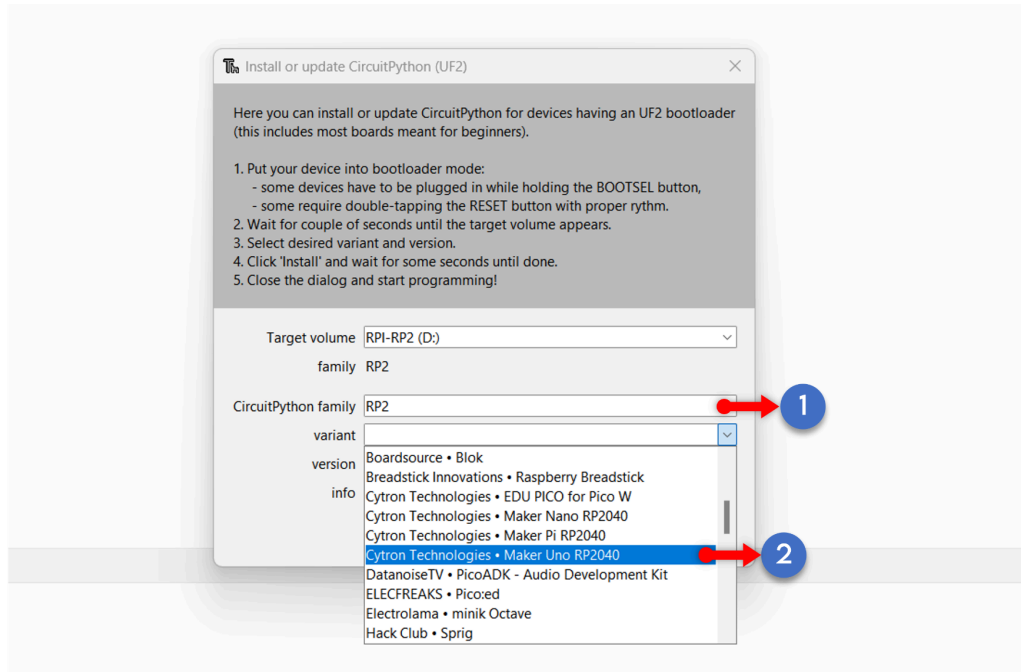 Install or update CircuitPython (UF2)
Here you can install or update CircuitPython for devices having an UF2 bootloader
(this includes most boards meant for beginners).
1. Put your device into bootloader mode:
- some devices have to be plugged in while holding the BOOTSEL button,
- some require double-tapping the RESET button with proper rythm.
2. Wait for couple of seconds until the target volume appears.
3. Select desired variant and version.
4. Click 'Install' and wait for some seconds until done.
5. Close the dialog and start programming!
Target volume RPI-RP2 (D:)
family RP2
CircuitPython family RP2 1
variant
version
info
Boardsource • Blok
Breadstick Innovations • Raspberry Breadstick
Cytron Technologies • EDU PICO for Pico W
Cytron Technologies • Maker Nano RP2040
Cytron Technologies • Maker Pi RP2040
Cytron Technologies • Maker Uno RP2040 2
DatanoiseTV • PicoADK - Audio Development Kit
ELECFREAKS • Pico:ed
Electrolama • minik Octave
Hack Club • Sprig